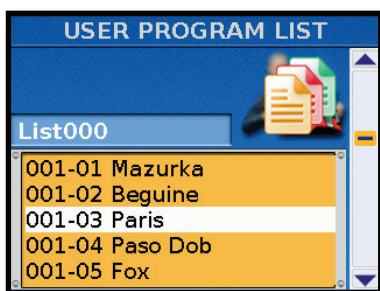 USER PROGRAM LIST
List000
001-01 Mazurka
001-02 Beguine
001-03 Paris
001-04 Paso Dob
001-05 Fox